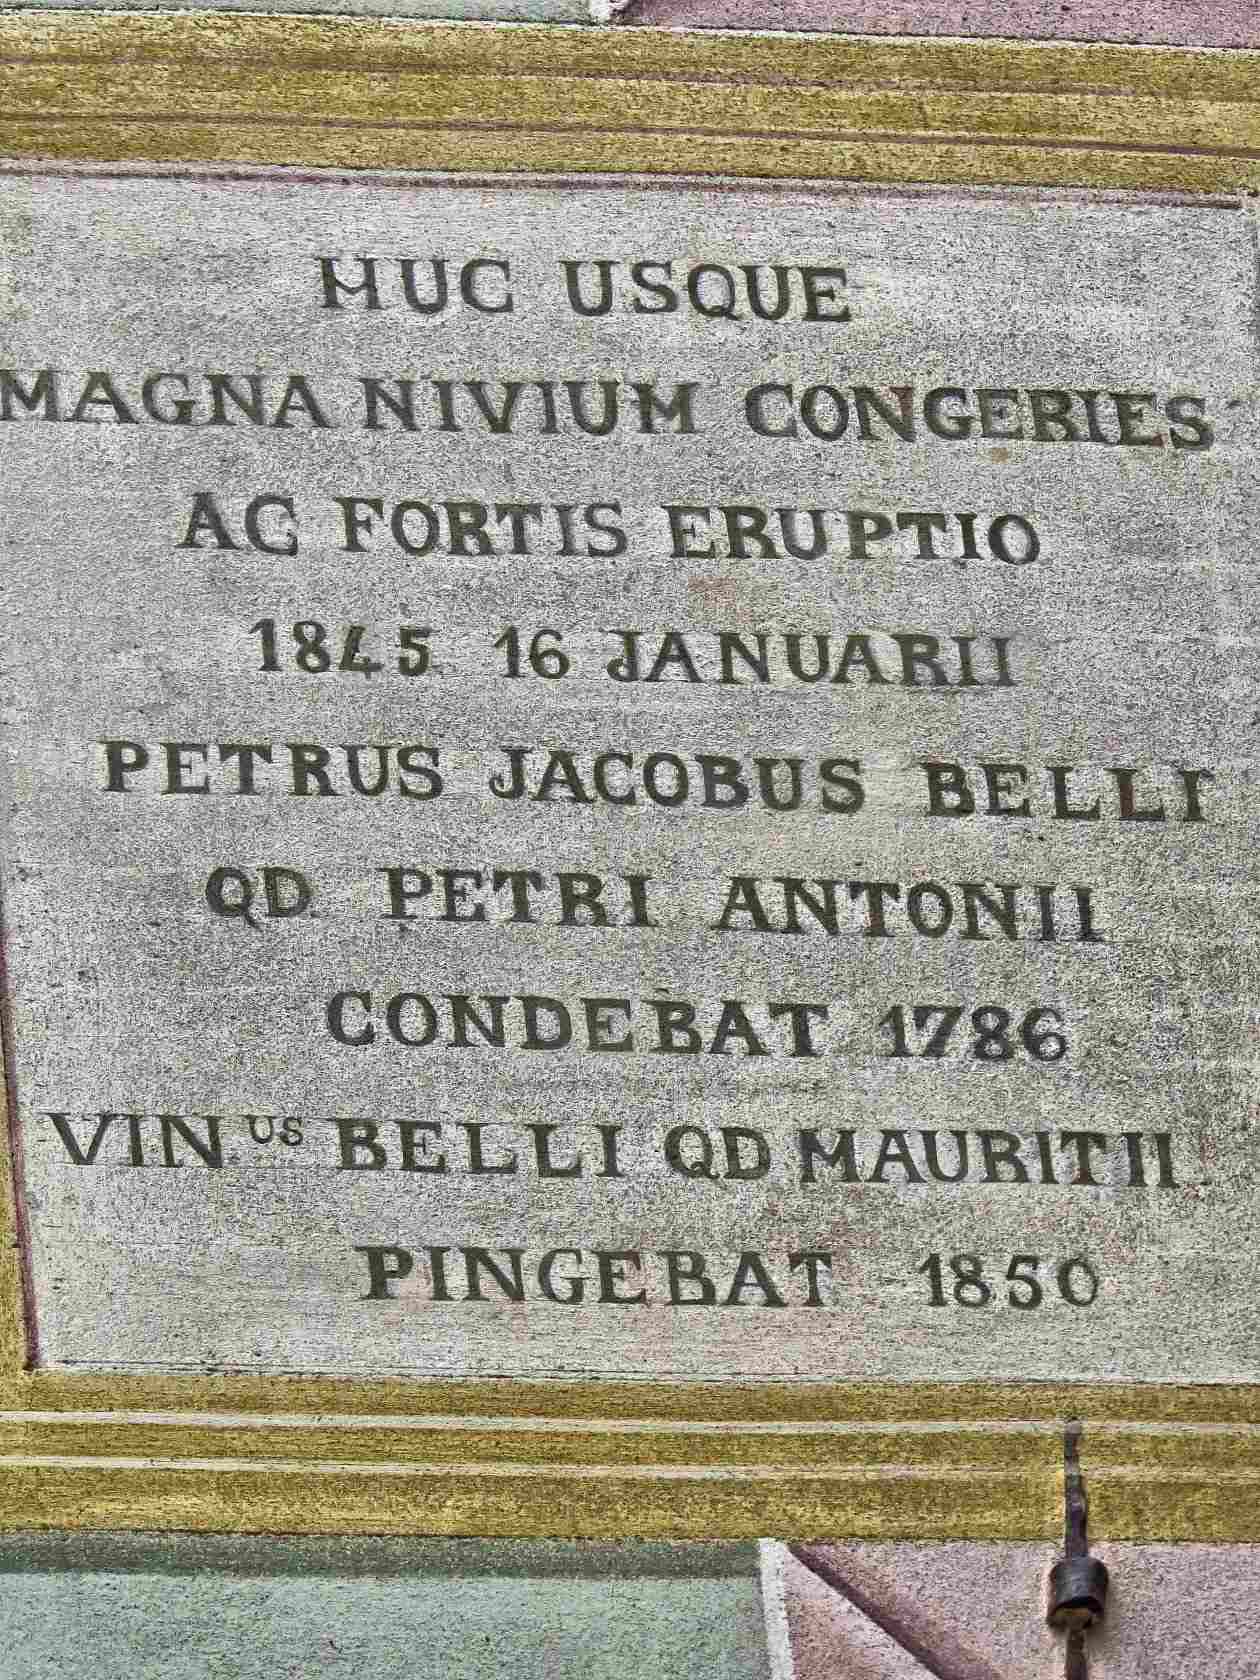 HUC USQUE
MAGNA NIVIUM CONGERIES
AC FORTIS ERUPTIO
1845 16 JANUARII
PETRUS JACOBUS BELLI
QD. PETRI ANTONII
CONDEBAT 1786
VIN.US BELLI QD MAURITII.
PINGEBAT 1850